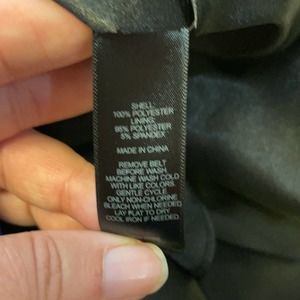 SHELL:
100% POLYESTER
LINING:
95% POLYESTER
5% SPANDEX
MADE IN CHINA
REMOVE BELT
BEFORE WASH
MACHINE WASH COLD
WITH LIKE COLORS.
GENTLE CYCLE.
ONLY NON-CHLORINE
BLEACH WHEN NEEDED.
LAY FLAT TO DRY.
COOL IRON IF NEEDED.